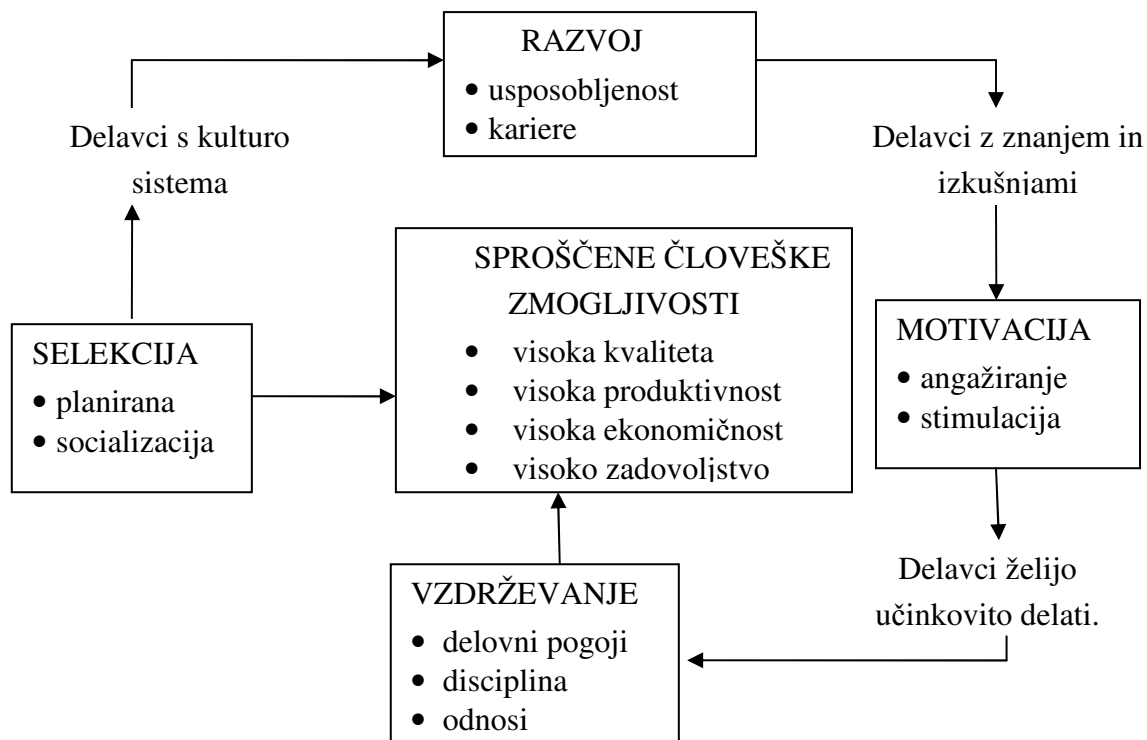 RAZVOJ
• usposobljenost
• kariere
Delavci s kulturo
sistema
Delavci z znanjem in
izkušnjami
SPROŠČENE ČLOVEŠKE
ZMOGLJIVOSTI
• visoka kvaliteta
• visoka produktivnost
• visoka ekonomičnost
• visoko zadovoljstvo
SELEKCIJA
• planirana
• socializacija
MOTIVACIJA
• angažiranje
• stimulacija
Delavci želijo
učinkovito delati.
VZDRŽEVANJE
• delovni pogoji
• disciplina
• odnosi